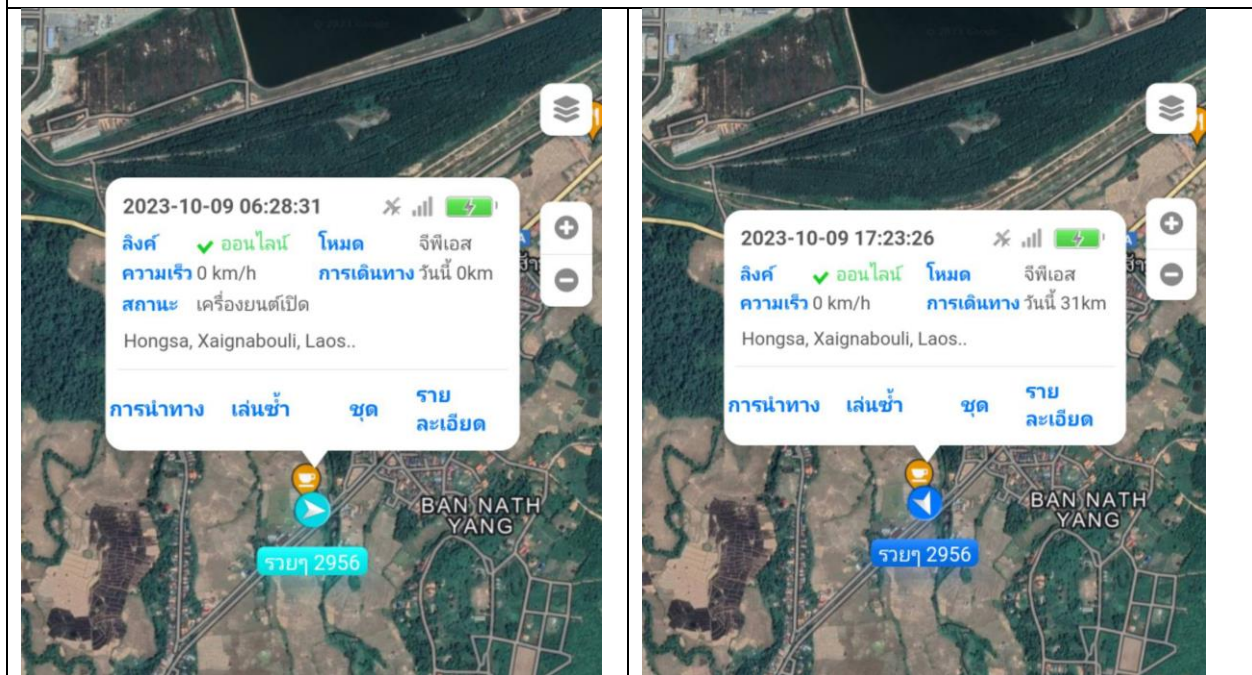 2023-10-09 06:28:31
ลิงค์ ออนไลน์ โหมด จีพีเอส
ความเร็ว 0 km/h การเดินทาง วันนี้ 0km
สถานะ เครื่องยนต์เปิด
Hongsa, Xaignabouli, Laos..
การนำทาง เล่นซ้ำ ชุด ราย
ละเอียด
BAN NATH
YANG
รวยๆ 2956
2023-10-09 17:23:26
ลิงค์ ออนไลน์ โหมด จีพีเอส
ความเร็ว 0 km/h การเดินทาง วันนี้ 31km
Hongsa, Xaignabouli, Laos..
การนำทาง เล่นซ้ำ ชุด ราย
ละเอียด
BAN NATH
YANG
รวยๆ 2956